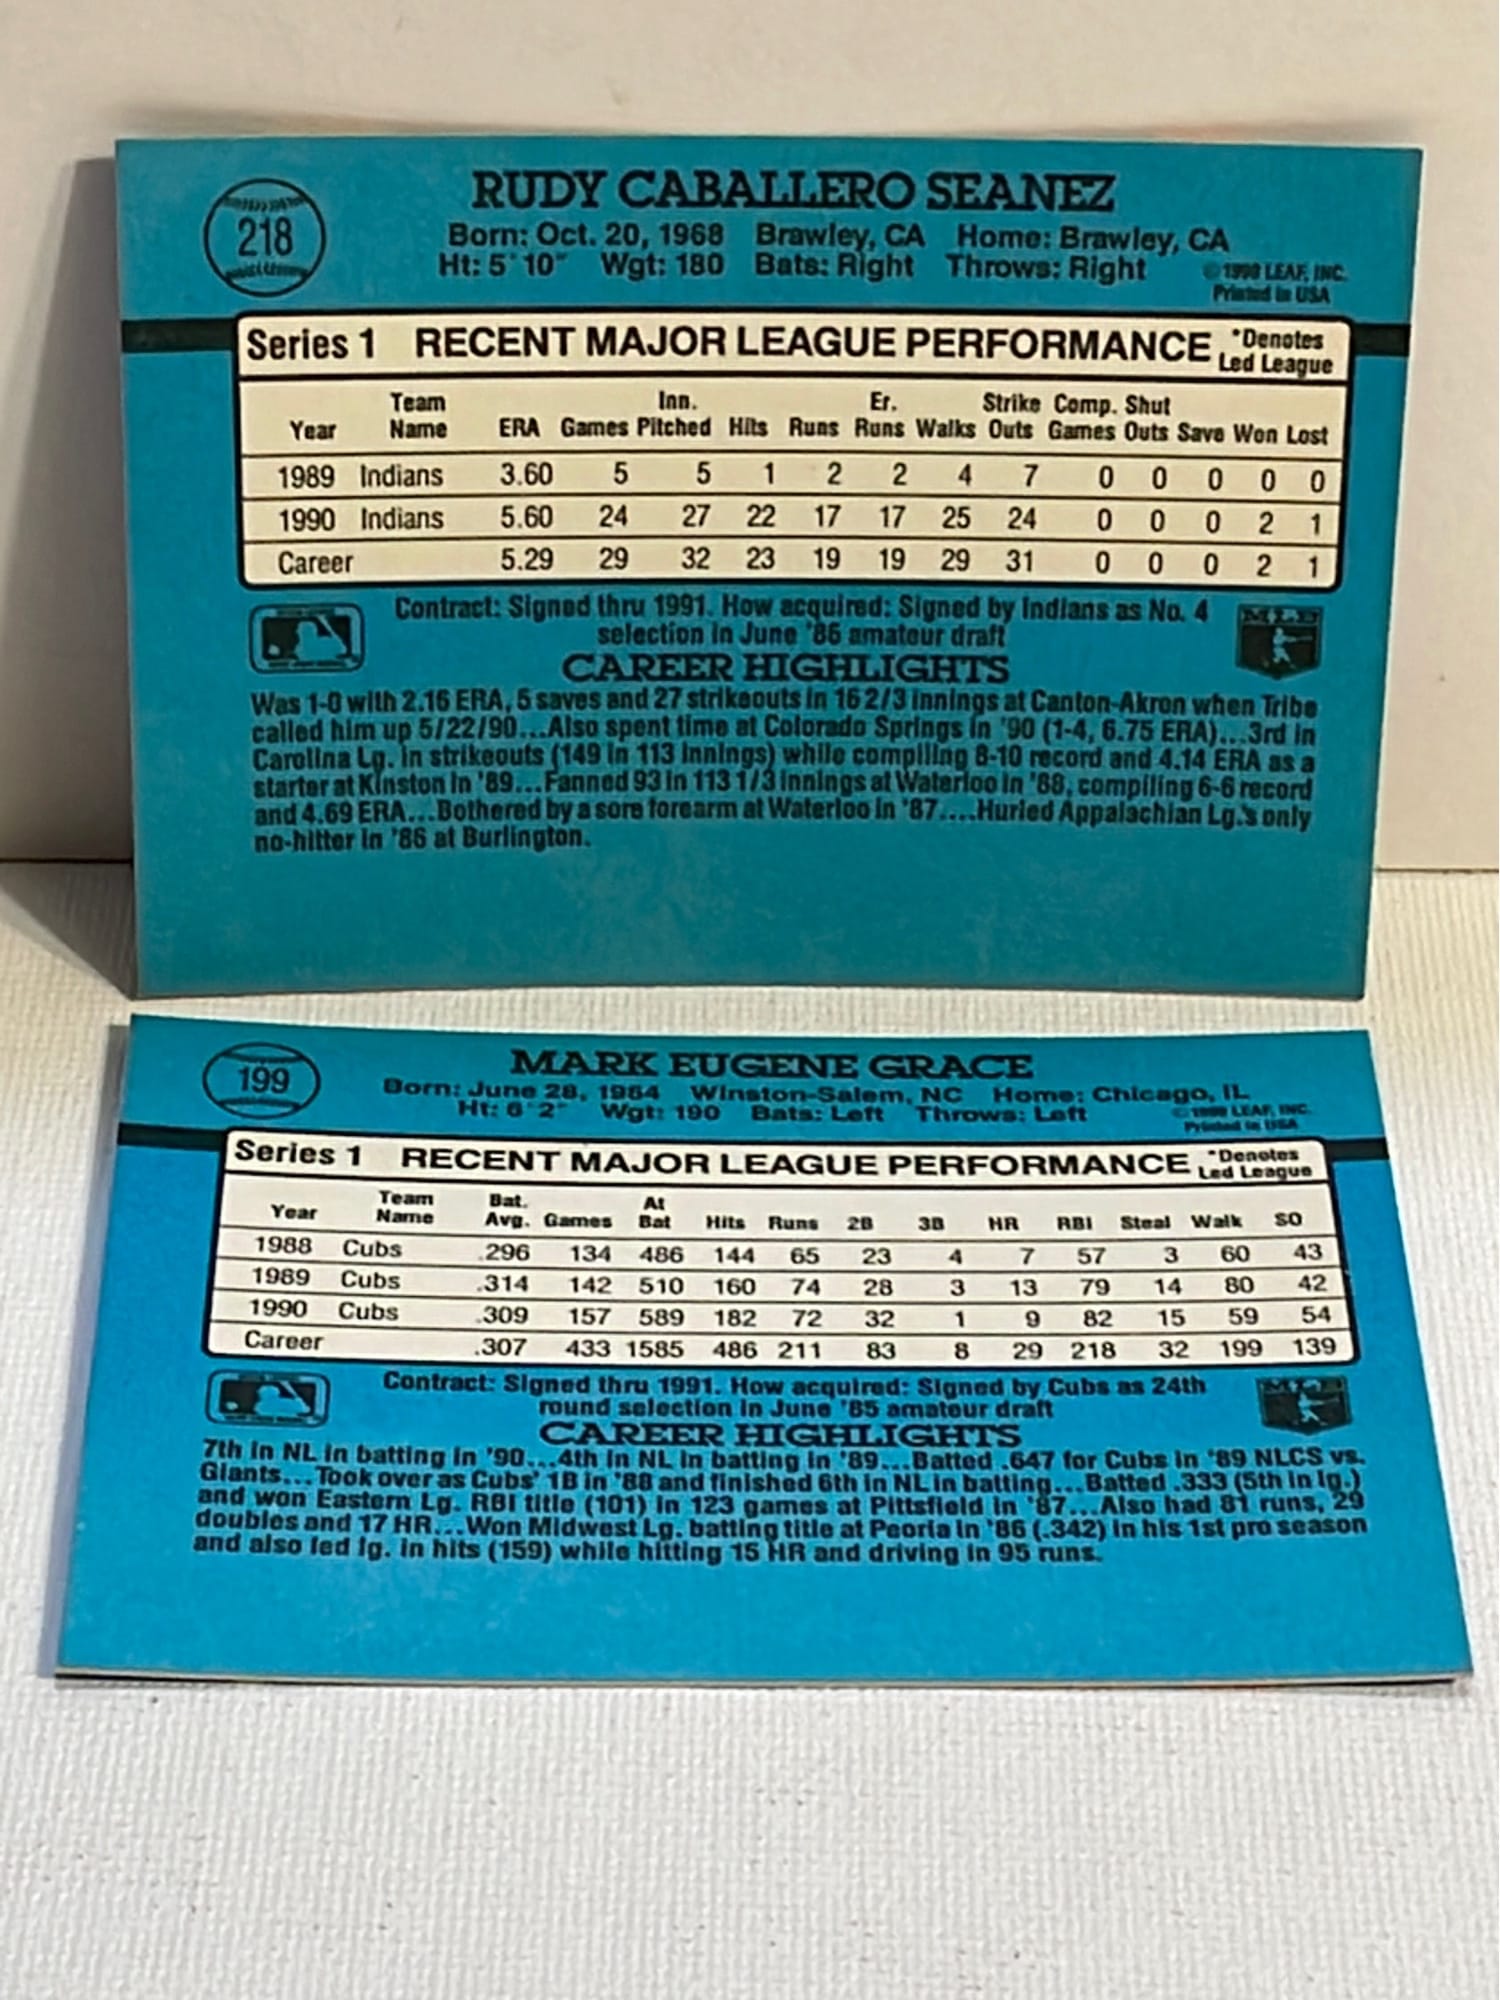 218
RUDY CABALLERO SEANEZ
Born: Oct. 20, 1968 Brawley, CA Home: Brawley, CA
Ht: 5' 10" Wgt: 180 Bats: Right Throws: Right
© 1990 LEAF, INC.
Printed in USA
Series 1 RECENT MAJOR LEAGUE PERFORMANCE *Denotes Led League
Year Team Name ERA Games Inn. Pitched Hits Runs Er. Runs Walks Strike Outs Comp. Games Shut Outs Save Won Lost
1989 Indians 3.60 5 5 1 2 2 4 7 0 0 0 0 0
1990 Indians 5.60 24 27 22 17 17 25 24 0 0 0 2 1
Career 5.29 29 32 23 19 19 29 31 0 0 0 2 1
Contract: Signed thru 1991. How acquired: Signed by Indians as No. 4
selection in June '86 amateur draft
MLB
CAREER HIGHLIGHTS
Was 1-0 with 2.16 ERA, 5 saves and 27 strikeouts in 16 2/3 innings at Canton-Akron when Tribe
called him up 5/22/90...Also spent time at Colorado Springs in '90 (1-4, 6.75 ERA)...3rd in
Carolina Lg. in strikeouts (149 in 113 innings) while compiling 8-10 record and 4.14 ERA as a
starter at Kinston in '89...Fanned 93 in 113 1/3 innings at Waterloo in '88, compiling 6-6 record
and 4.69 ERA...Bothered by a sore forearm at Waterloo in '87....Hurled Appalachian Lg.'s only
no-hitter in '86 at Burlington.
199
MARK EUGENE GRACE
Born: June 28, 1964 Winston-Salem, NC Home: Chicago, IL
Ht: 6' 2" Wgt: 190 Bats: Left Throws: Left
© 1990 LEAF, INC.
Printed in USA
Series 1 RECENT MAJOR LEAGUE PERFORMANCE *Denotes Led League
Year Team Name Bat. Avg. Games At Bat Hits Runs 2B 3B HR RBI Steal Walk SO
1988 Cubs .296 134 486 144 65 23 4 7 57 3 60 43
1989 Cubs .314 142 510 160 74 28 3 13 79 14 80 42
1990 Cubs .309 157 589 182 72 32 1 9 82 15 59 54
Career .307 433 1585 486 211 83 8 29 218 32 199 139
Contract: Signed thru 1991. How acquired: Signed by Cubs as 24th
round selection in June '85 amateur draft
MLB
CAREER HIGHLIGHTS
7th in NL in batting in '90...4th in NL in batting in '89...Batted .647 for Cubs in '89 NLCS vs.
Giants...Took over as Cubs' 1B in '88 and finished 6th in NL in batting...Batted .333 (5th in lg.)
and won Eastern Lg. RBI title (101) in 123 games at Pittsfield in '87...Also had 81 runs, 29
doubles and 17 HR...Won Midwest Lg. batting title at Peoria in '86 (.342) in his 1st pro season
and also led lg. in hits (159) while hitting 15 HR and driving in 95 runs.